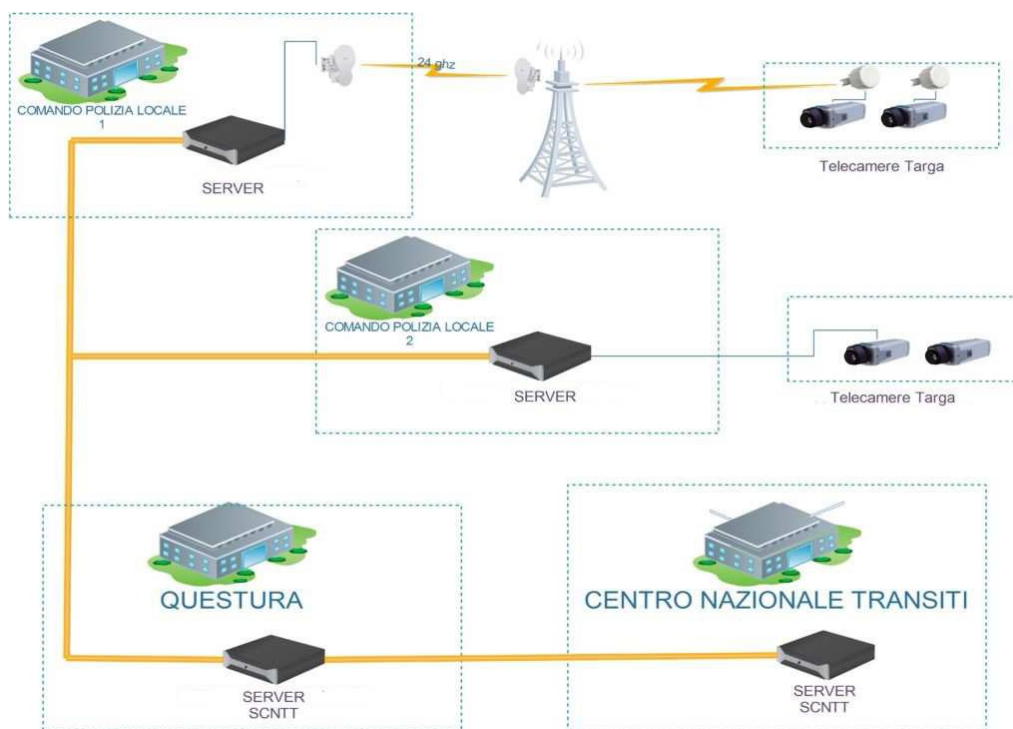 24 ghz
COMANDO POLIZIA LOCALE
1
SERVER
Telecamere Targa
COMANDO POLIZIA LOCALE
2
SERVER
Telecamere Targa
QUESTURA
CENTRO NAZIONALE TRANSITI
SERVER
SCNTT
SERVER
SCNTT